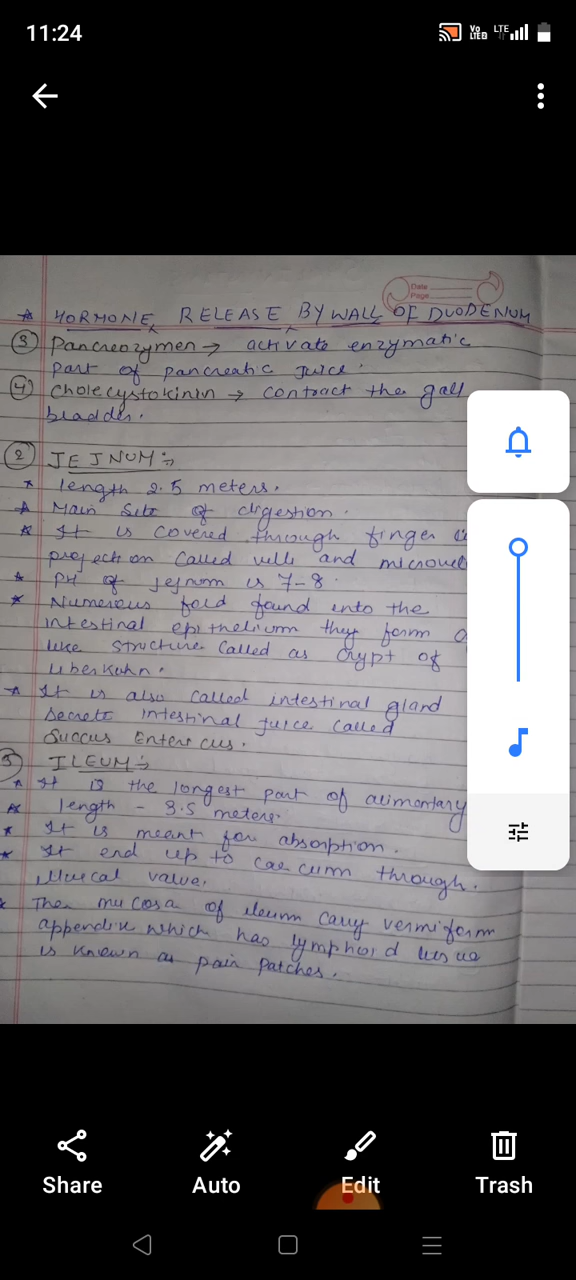 11:24
Vo LTED LTE
Date
Page
HORMONE RELEASE BY WALL OF DUODENUM
3 Pancreozymen → activate enzymatic
part of pancreatic juice.
4 Cholecystokinin → contract the gall
bladder.
2 JEJNUM :-
length 2.5 meters.
Main site of digestion.
It is covered through finger
projection called villi and
PH of Jejnom is 7-8.
Numerous fold found into the
intestinal epithelium they form
like structure called as crypt of
liberkuhn.
It is also called intestinal gland
secrete intestinal juice called
Succus Entericus.
3 ILEUM :-
It is the longest part of alimentary
length - 3.5 meters.
It is meant for absorption.
It end up to caecum through.
value.
Then mucosa of ileum carry vermiform
appendix which has lymphoid
is known as pain patches.
Share
Auto
Edit
Trash